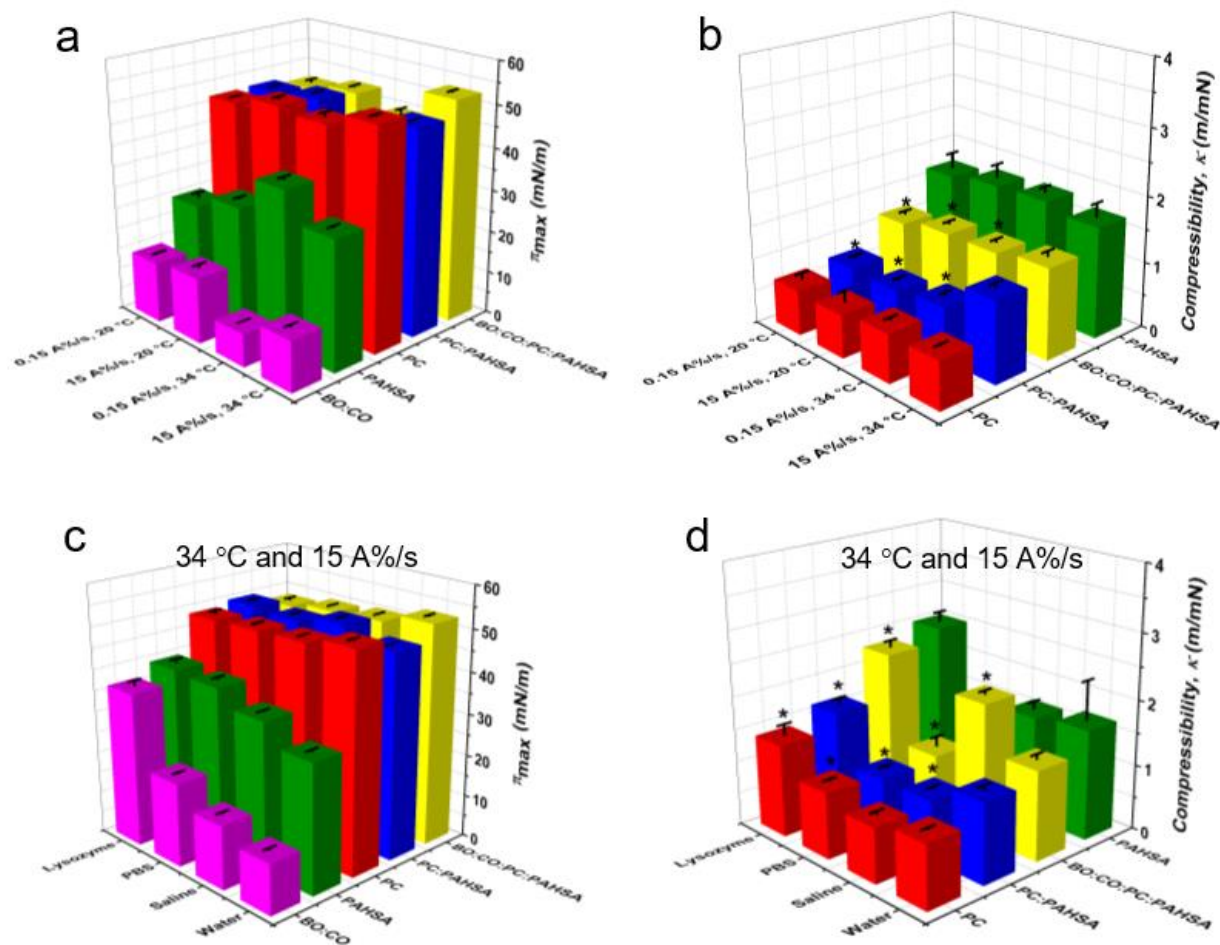 a
60
50
40
30
20
10
0
πmax (mN/m)
0.15 A%/s, 20 °C
15 A%/s, 20 °C
0.15 A%/s, 34 °C
15 A%/s, 34 °C
BO:CO
PAHSA
PC
PC:PAHSA
BO:CO:PC:PAHSA
b
4
3
2
1
0
Compressibility, κ (m/mN)
* * *
* * *
0.15 A%/s, 20 °C
15 A%/s, 20 °C
0.15 A%/s, 34 °C
15 A%/s, 34 °C
PC
PC:PAHSA
BO:CO:PC:PAHSA
PAHSA
c
34 °C and 15 A%/s
60
50
40
30
20
10
0
πmax (mN/m)
Lysozyme
PBS
Saline
Water
BO:CO
PAHSA
PC
PC:PAHSA
BO:CO:PC:PAHSA
d
34 °C and 15 A%/s
4
3
2
1
0
Compressibility, κ (m/mN)
* * *
* * *
* *
Lysozyme
PBS
Saline
Water
PC
PC:PAHSA
BO:CO:PC:PAHSA
PAHSA